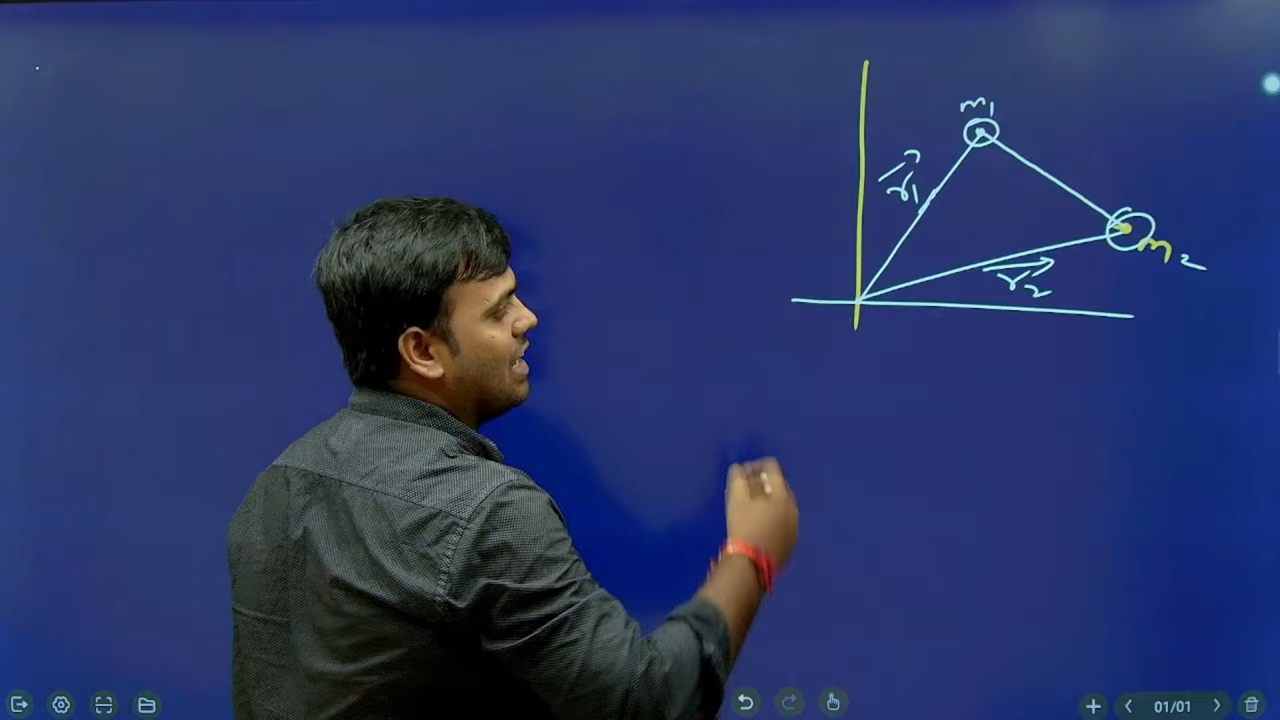 m₁
r⃗₁
m₂
r⃗₂
01/01